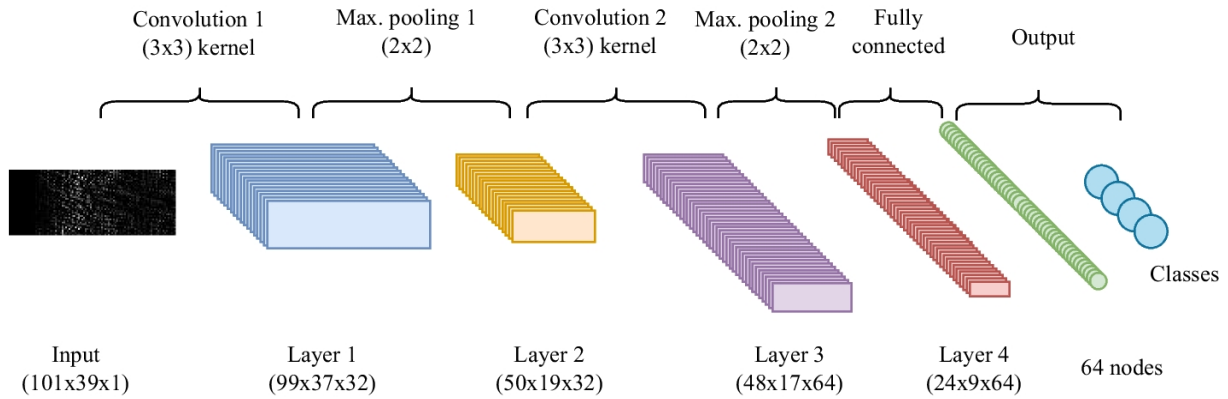 Convolution 1
(3x3) kernel
Max. pooling 1
(2x2)
Convolution 2
(3x3) kernel
Max. pooling 2
(2x2)
Fully
connected
Output
Classes
Input
(101x39x1)
Layer 1
(99x37x32)
Layer 2
(50x19x32)
Layer 3
(48x17x64)
Layer 4
(24x9x64)
64 nodes